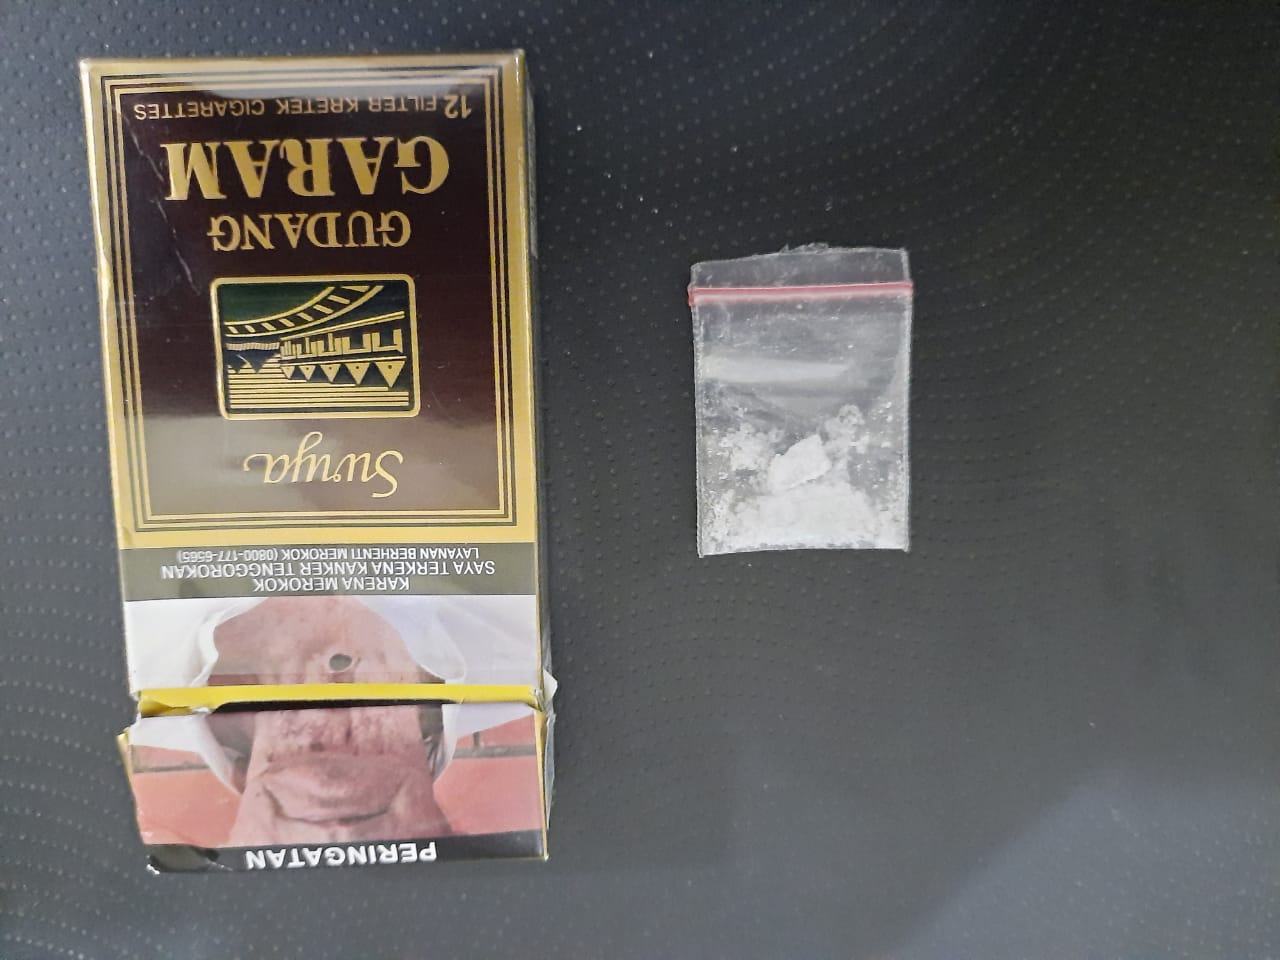 PERINGATAN
KARENA MEROKOK
SAYA TERKENA KANKER TENGGOROKAN
LAYANAN BERHENTI MEROKOK (0800-177-6565)
Surya
GUDANG
GARAM
12 FILTER KRETEK CIGARETTES